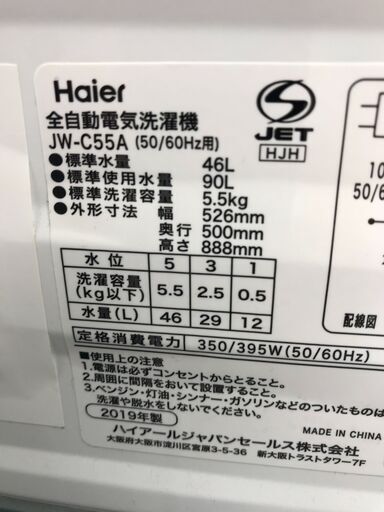 Haier
全自動電気洗濯機
JW-C55A (50/60Hz用)
JET
HJH
●標準水量 46L
●標準使用水量 90L
●標準洗濯容量 5.5kg
●外形寸法 幅 526mm
奥行 500mm
高さ 888mm
水位 5 3 1
洗濯容量(kg以下) 5.5 2.5 0.5
水量(L) 46 29 12
定格消費電力 350/395W(50/60Hz)
■使用上の注意
1.電源は必ずコンセントからとること。
2.周囲に間隔をおいて設置すること。
3.ベンジン・灯油・シンナー・ガソリンなどのついたものは
洗濯や脱水をしないでください。
2019年製
MADE IN CHINA
ハイアールジャパンセールス株式会社
大阪府大阪市淀川区宮原3-5-36 新大阪トラストタワー7F
配線図